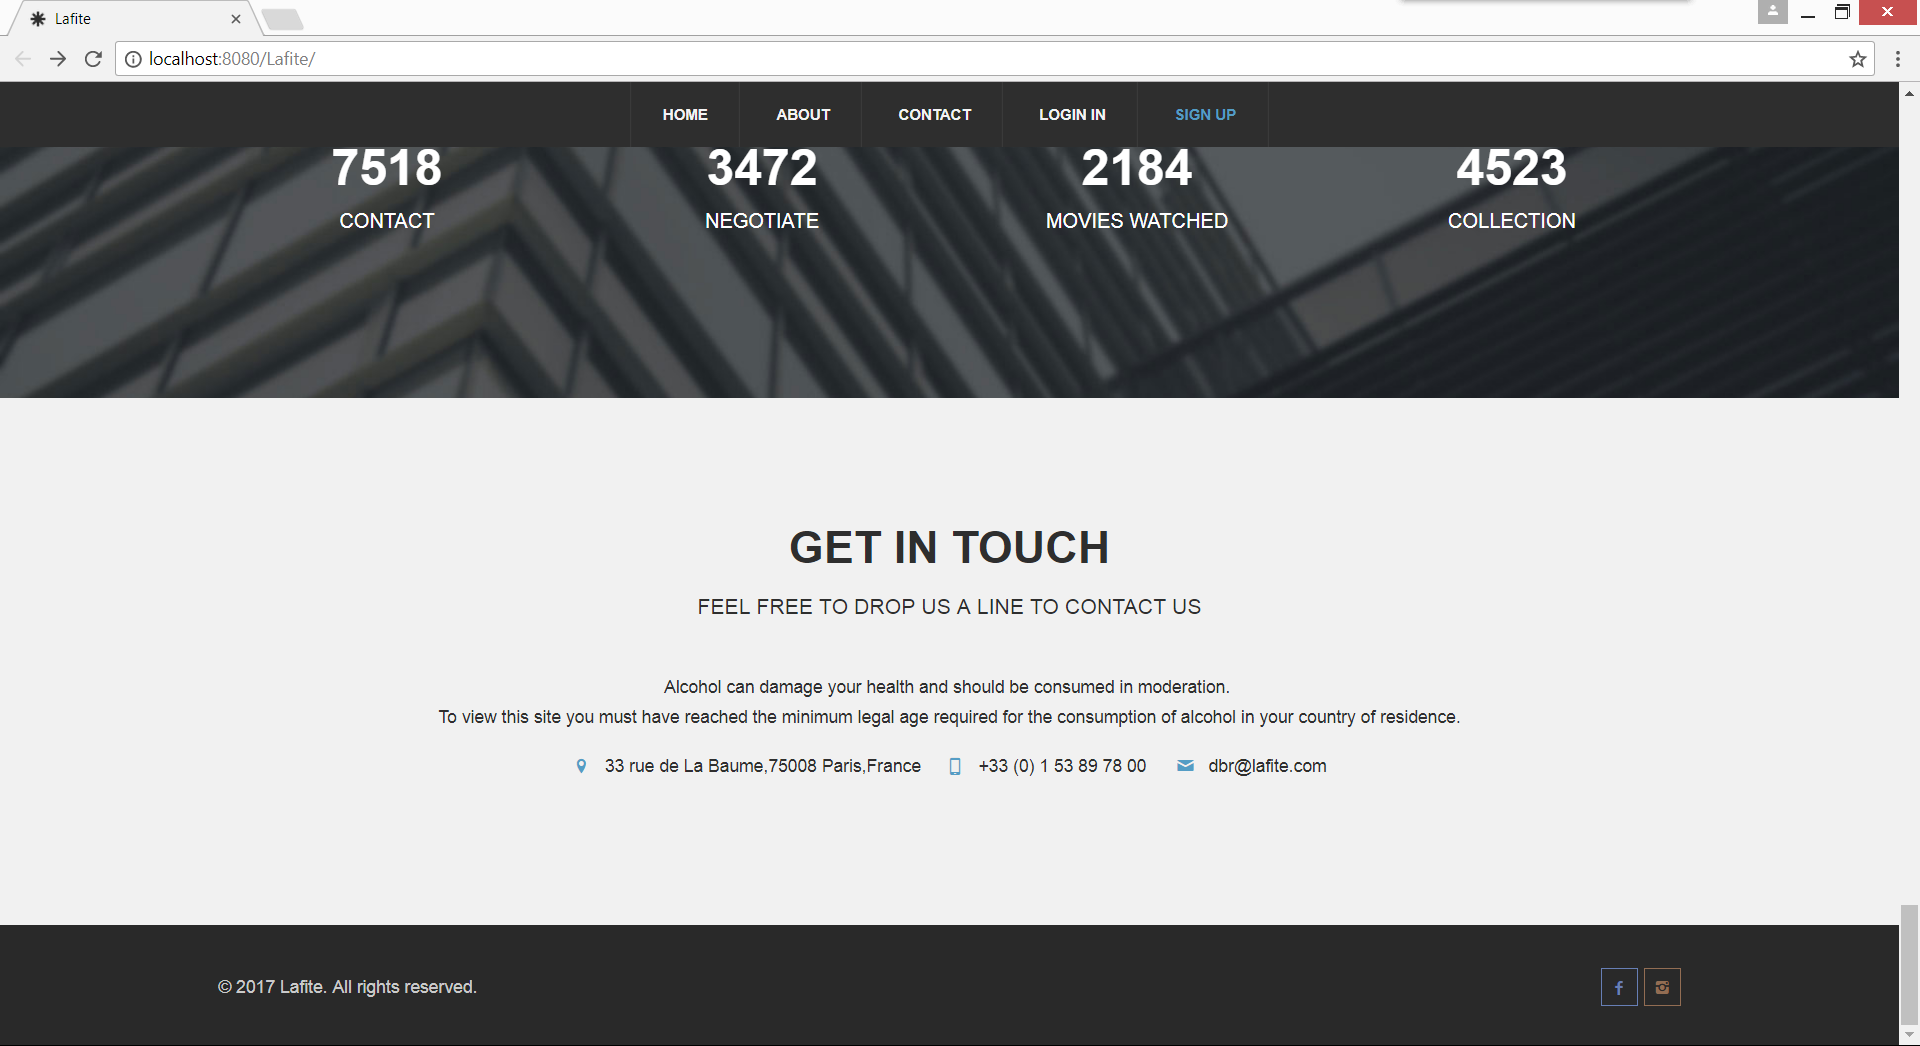 Lafite
localhost:8080/Lafite/
HOME ABOUT CONTACT LOGIN IN SIGN UP
7518 3472 2184 4523
CONTACT NEGOTIATE MOVIES WATCHED COLLECTION
GET IN TOUCH
FEEL FREE TO DROP US A LINE TO CONTACT US
Alcohol can damage your health and should be consumed in moderation.
To view this site you must have reached the minimum legal age required for the consumption of alcohol in your country of residence.
33 rue de La Baume,75008 Paris,France +33 (0) 1 53 89 78 00 dbr@lafite.com
© 2017 Lafite. All rights reserved.